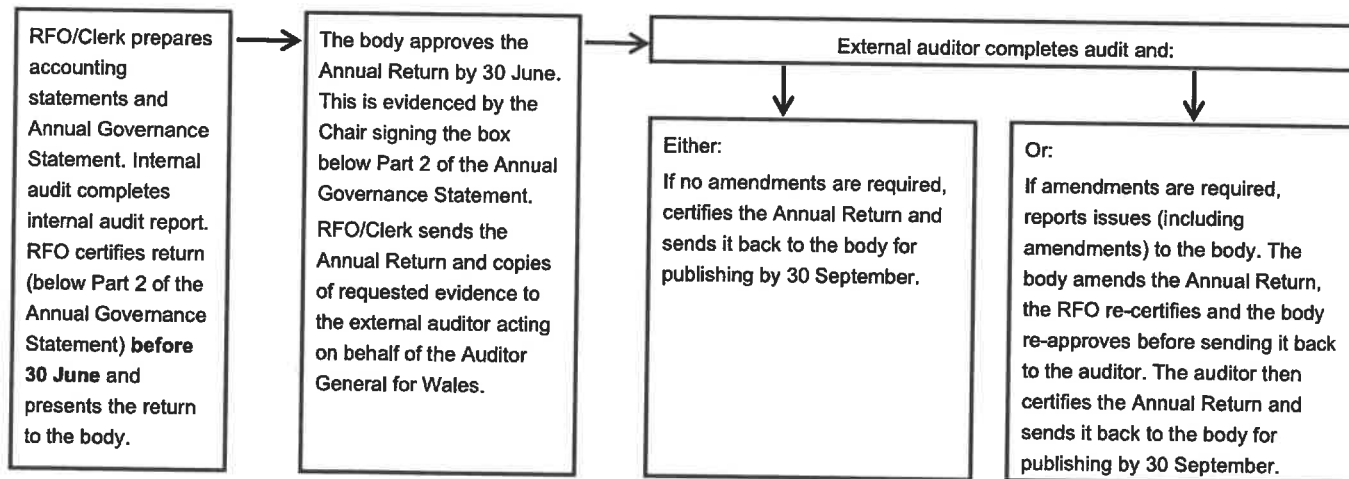 RFO/Clerk prepares
accounting
statements and
Annual Governance
Statement. Internal
audit completes
internal audit report.
RFO certifies return
(below Part 2 of the
Annual Governance
Statement) before
30 June and
presents the return
to the body.
The body approves the
Annual Return by 30 June.
This is evidenced by the
Chair signing the box
below Part 2 of the Annual
Governance Statement.
RFO/Clerk sends the
Annual Return and copies
of requested evidence to
the external auditor acting
on behalf of the Auditor
General for Wales.
External auditor completes audit and:
Either:
If no amendments are required,
certifies the Annual Return and
sends it back to the body for
publishing by 30 September.
Or:
If amendments are required,
reports issues (including
amendments) to the body. The
body amends the Annual Return,
the RFO re-certifies and the body
re-approves before sending it back
to the auditor. The auditor then
certifies the Annual Return and
sends it back to the body for
publishing by 30 September.